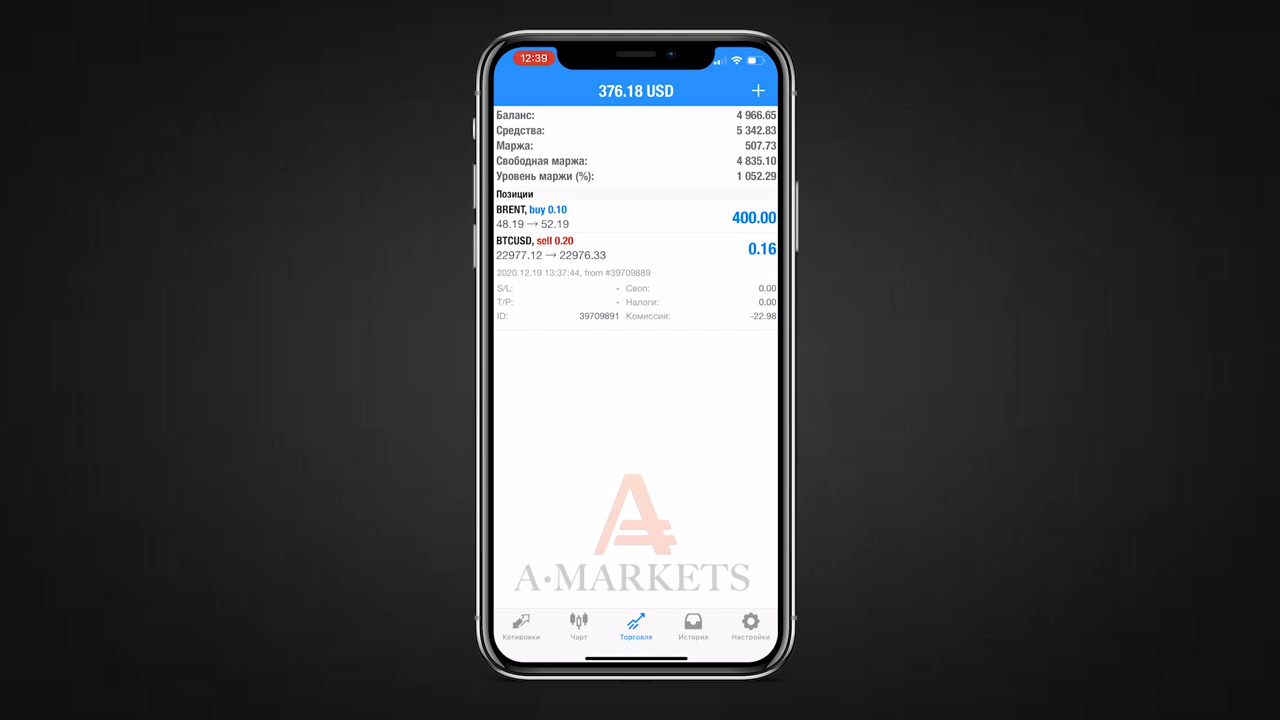 12:39
376.18 USD
Баланс: 4 966.65
Средства: 5 342.83
Маржа: 507.73
Свободная маржа: 4 835.10
Уровень маржи (%): 1 052.29
Позиции
BRENT, buy 0.10
48.19 → 52.19 400.00
BTCUSD, sell 0.20
22977.12 → 22976.33 0.16
2020.12.19 13:37:44, from #39709889
S/L: - Своп: 0.00
T/P: - Налоги: 0.00
ID: 39709891 Комиссия: -22.98
A·MARKETS
Котировки Чарт Торговля История Настройки